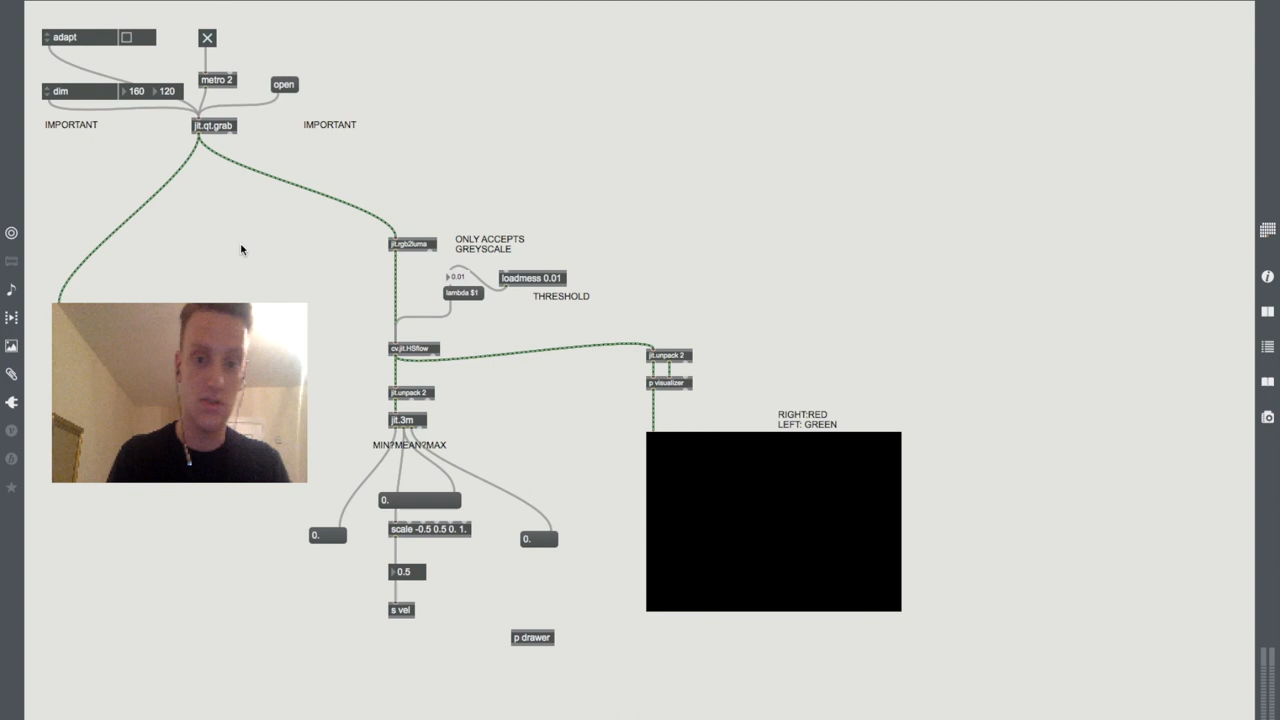 adapt
metro 2
open
dim 160 120
IMPORTANT
jit.qt.grab
IMPORTANT
jit.rgb2luma
ONLY ACCEPTS
GREYSCALE
0.01
loadmess 0.01
lambda $1
THRESHOLD
cv.jit.HSflow
jit.unpack 2
p visualizer
jit.unpack 2
jit.3m
MIN?MEAN?MAX
RIGHT:RED
LEFT: GREEN
0.
scale -0.5 0.5 0. 1.
0.
0.
0.5
s vel
p drawer